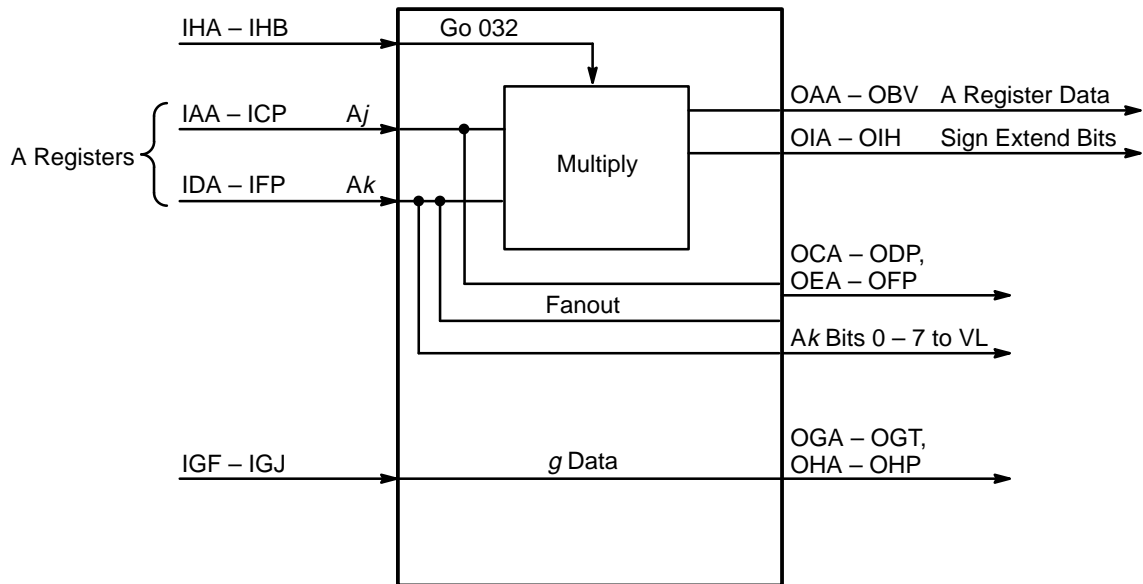 IHA – IHB
Go 032
IAA – ICP
Aj
A Registers
IDA – IFP
Ak
Multiply
OAA – OBV A Register Data
OIA – OIH Sign Extend Bits
OCA – ODP,
OEA – OFP
Fanout
Ak Bits 0 – 7 to VL
OGA – OGT,
OHA – OHP
IGF – IGJ
g Data